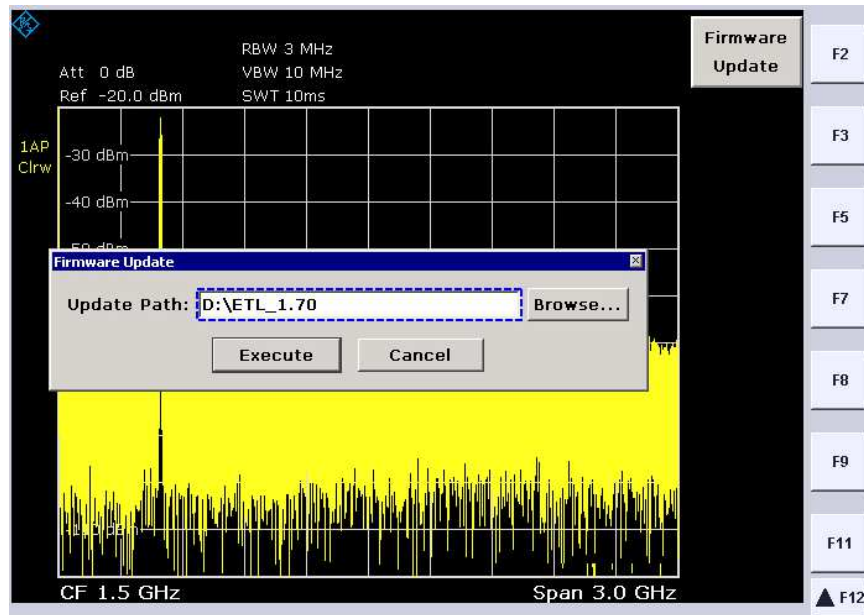 Firmware
Update
RBW 3 MHz
Att 0 dB
VBW 10 MHz
Ref -20.0 dBm
SWT 10ms
1AP
Clrw
-30 dBm
-40 dBm
-50 dBm
Firmware Update
Update Path:
D:\ETL_1.70
Browse...
Execute
Cancel
CF 1.5 GHz
Span 3.0 GHz
F2
F3
F5
F7
F8
F9
F11
F12